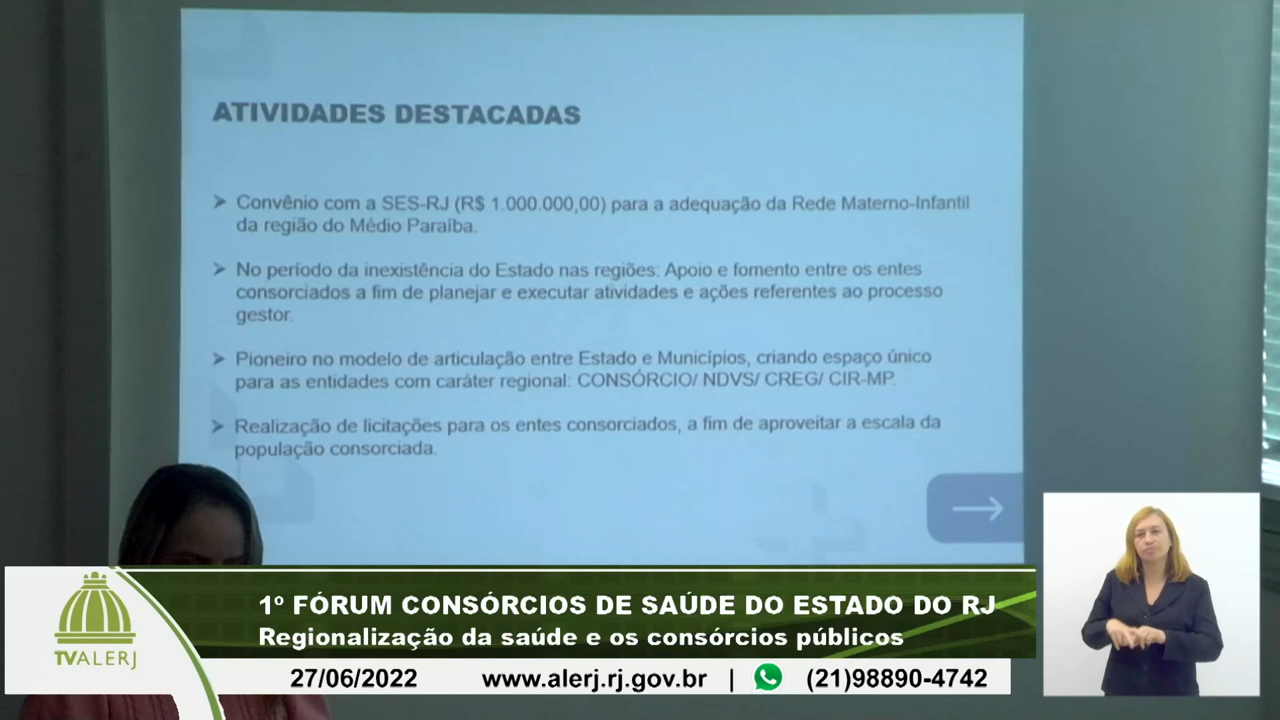 ATIVIDADES DESTACADAS
➤ Convênio com a SES-RJ (R$ 1.000.000,00) para a adequação da Rede Materno-Infantil
da região do Médio Paraíba.
➤ No período da inexistência do Estado nas regiões: Apoio e fomento entre os entes
consorciados a fim de planejar e executar atividades e ações referentes ao processo
gestor.
➤ Pioneiro no modelo de articulação entre Estado e Municípios, criando espaço único
para as entidades com caráter regional: CONSÓRCIO/ NDVS/ CREG/ CIR-MP.
➤ Realização de licitações para os entes consorciados, a fim de aproveitar a escala da
população consorciada.
1º FÓRUM CONSÓRCIOS DE SAÚDE DO ESTADO DO RJ
Regionalização da saúde e os consórcios públicos
TVALERJ
27/06/2022 www.alerj.rj.gov.br | (21)98890-4742